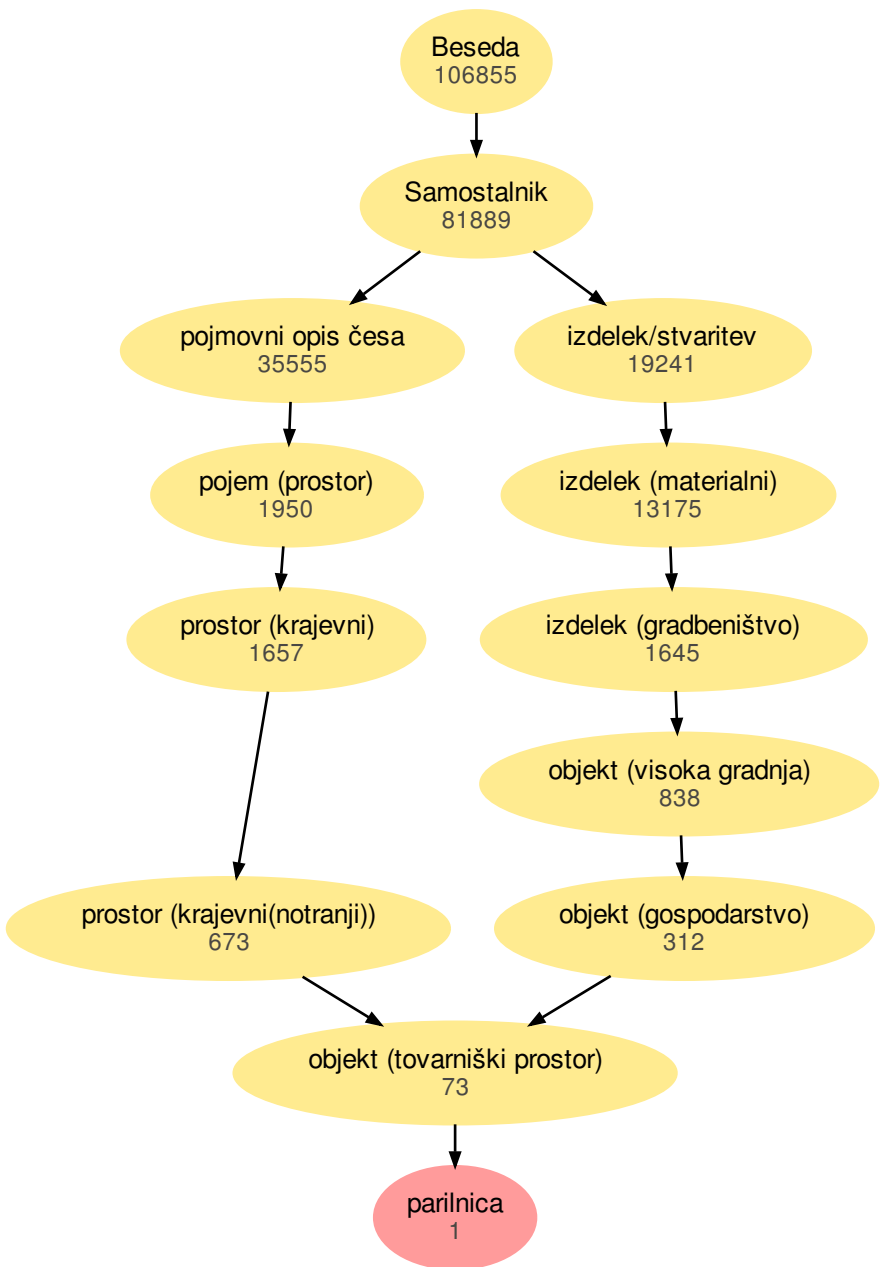 Beseda
106855
Samostalnik
81889
pojmovni opis česa
35555
izdelek/stvaritev
19241
pojem (prostor)
1950
izdelek (materialni)
13175
prostor (krajevni)
1657
izdelek (gradbeništvo)
1645
objekt (visoka gradnja)
838
prostor (krajevni(notranji))
673
objekt (gospodarstvo)
312
objekt (tovarniški prostor)
73
parilnica
1